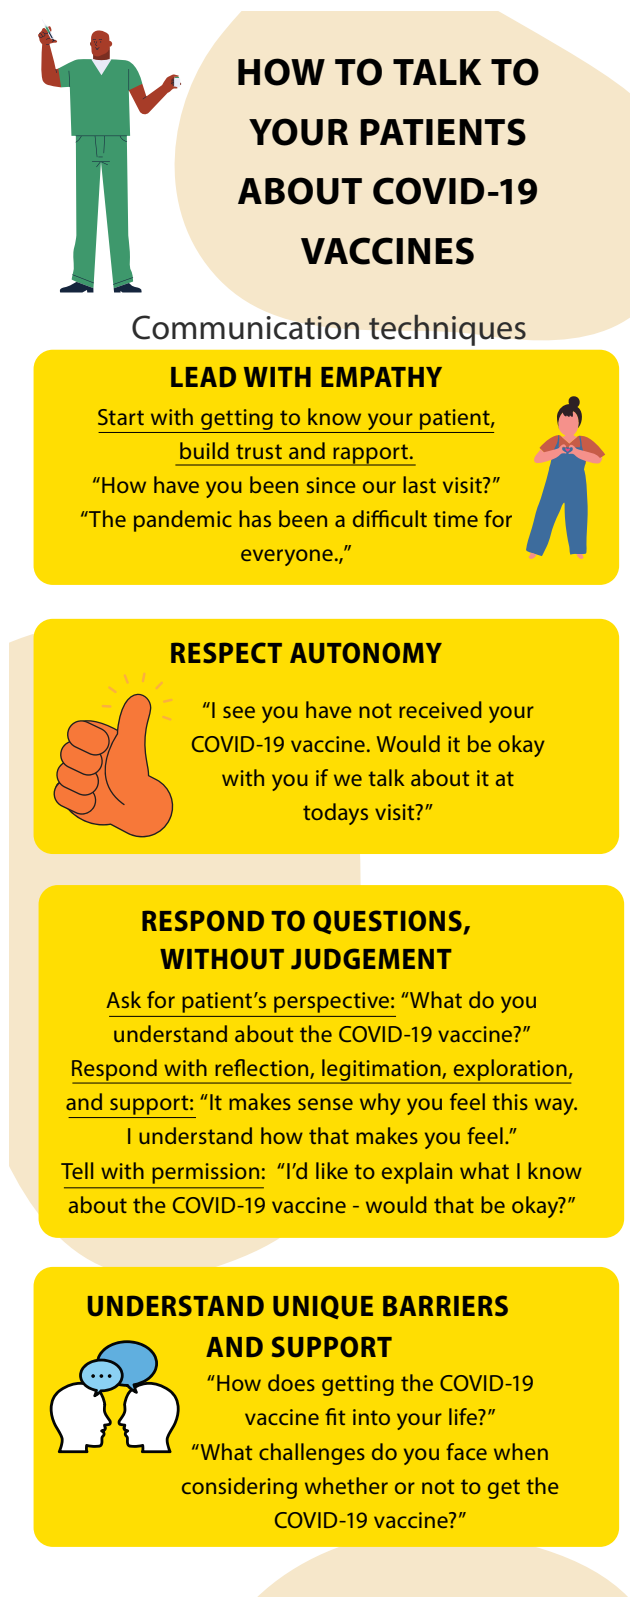 HOW TO TALK TO
YOUR PATIENTS
ABOUT COVID-19
VACCINES
Communication techniques
LEAD WITH EMPATHY
Start with getting to know your patient,
build trust and rapport.
“How have you been since our last visit?”
“The pandemic has been a difficult time for
everyone.,”
RESPECT AUTONOMY
“I see you have not received your
COVID-19 vaccine. Would it be okay
with you if we talk about it at
todays visit?”
RESPOND TO QUESTIONS,
WITHOUT JUDGEMENT
Ask for patient’s perspective: “What do you
understand about the COVID-19 vaccine?”
Respond with reflection, legitimation, exploration,
and support: “It makes sense why you feel this way.
I understand how that makes you feel.”
Tell with permission: “I’d like to explain what I know
about the COVID-19 vaccine - would that be okay?”
UNDERSTAND UNIQUE BARRIERS
AND SUPPORT
“How does getting the COVID-19
vaccine fit into your life?”
“What challenges do you face when
considering whether or not to get the
COVID-19 vaccine?”